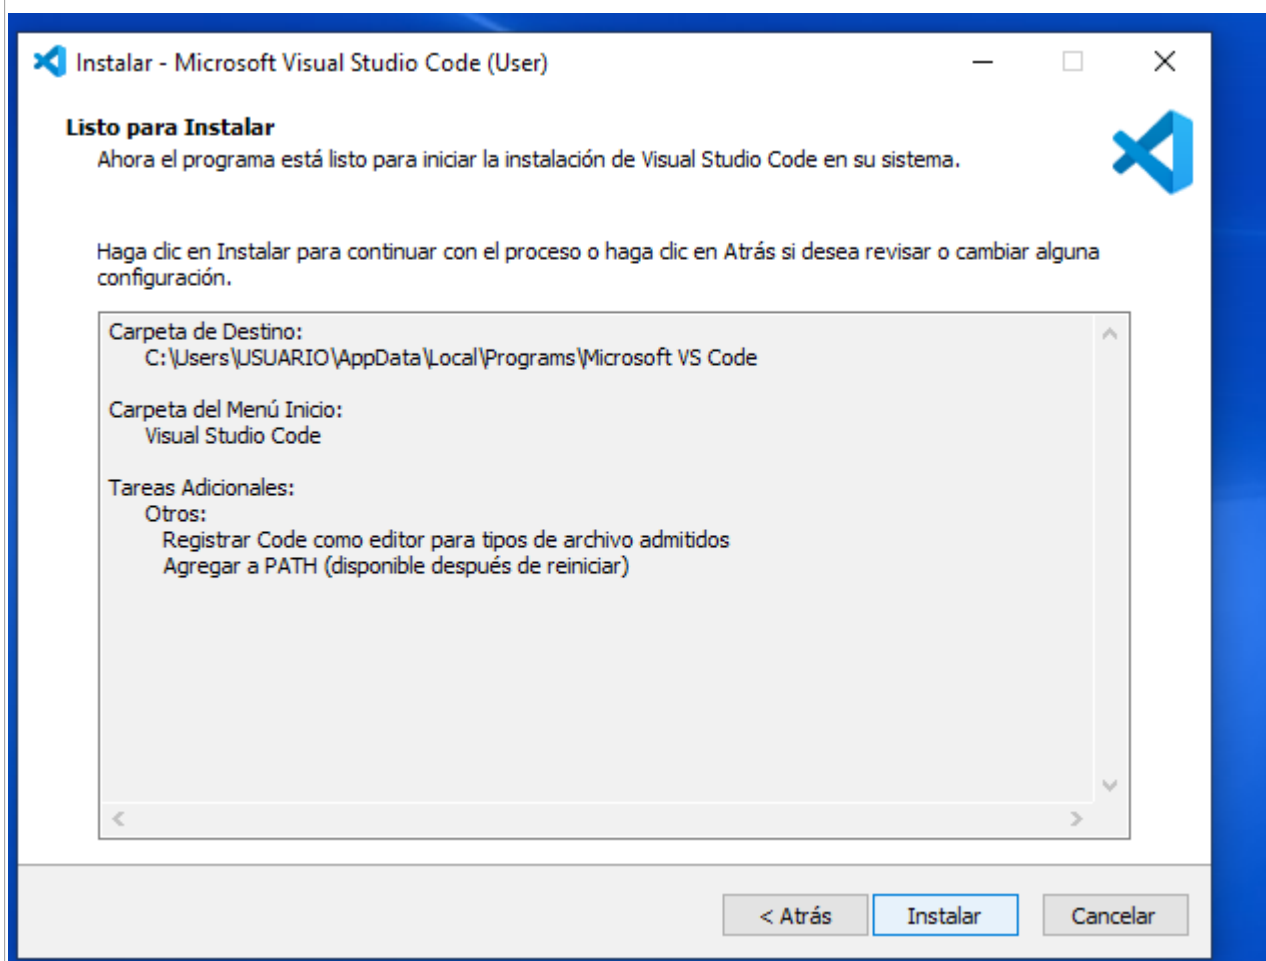 Instalar - Microsoft Visual Studio Code (User)
Listo para Instalar
Ahora el programa está listo para iniciar la instalación de Visual Studio Code en su sistema.
Haga clic en Instalar para continuar con el proceso o haga clic en Atrás si desea revisar o cambiar alguna
configuración.
Carpeta de Destino:
C:\Users\USUARIO\AppData\Local\Programs\Microsoft VS Code
Carpeta del Menú Inicio:
Visual Studio Code
Tareas Adicionales:
Otros:
Registrar Code como editor para tipos de archivo admitidos
Agregar a PATH (disponible después de reiniciar)
< Atrás Instalar Cancelar